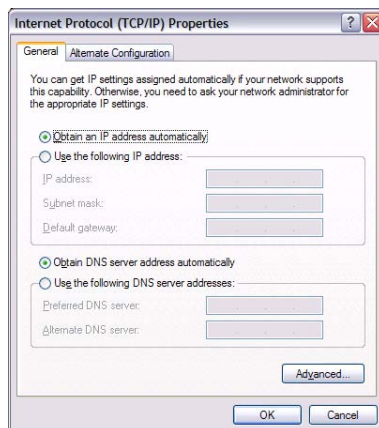 Internet Protocol (TCP/IP) Properties
General
Alternate Configuration
You can get IP settings assigned automatically if your network supports
this capability. Otherwise, you need to ask your network administrator for
the appropriate IP settings.
Obtain an IP address automatically
Use the following IP address:
IP address:
Subnet mask:
Default gateway:
Obtain DNS server address automatically
Use the following DNS server addresses:
Preferred DNS server:
Alternate DNS server:
Advanced...
OK
Cancel